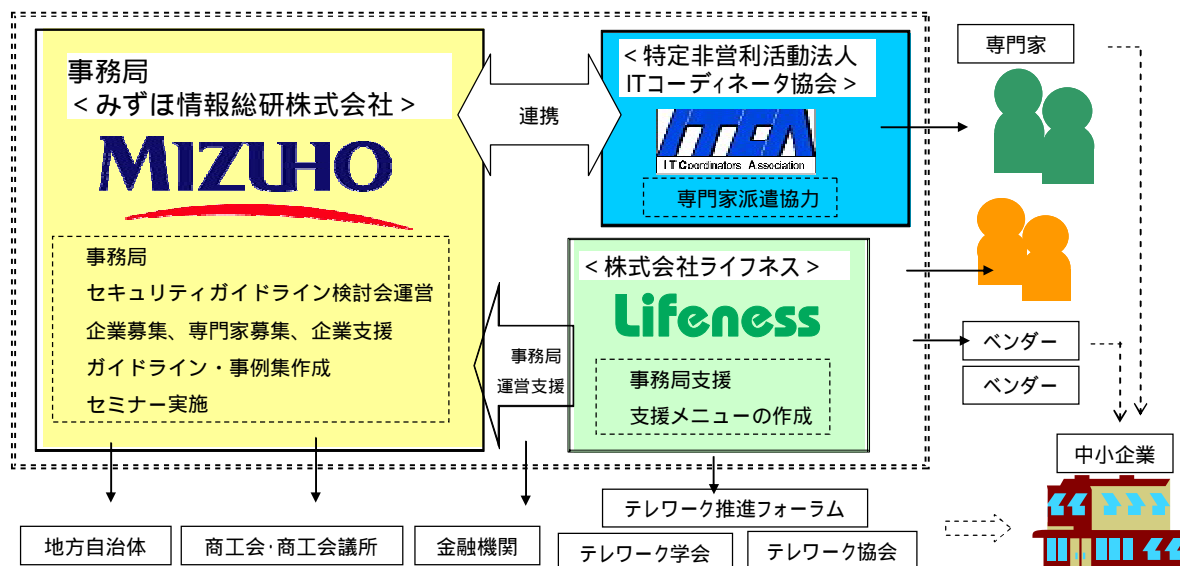 事務局
<みずほ情報総研株式会社>
MIZUHO
事務局
セキュリティガイドライン検討会運営
企業募集、専門家募集、企業支援
ガイドライン・事例集作成
セミナー実施
連携
<特定非営利活動法人
ITコーディネータ協会>
ITCA
IT Coordinators Association
専門家派遣協力
<株式会社ライフネス>
Lifeness
事務局支援
支援メニューの作成
事務局
運営支援
専門家
ベンダー
ベンダー
中小企業
地方自治体
商工会・商工会議所
金融機関
テレワーク推進フォーラム
テレワーク学会
テレワーク協会